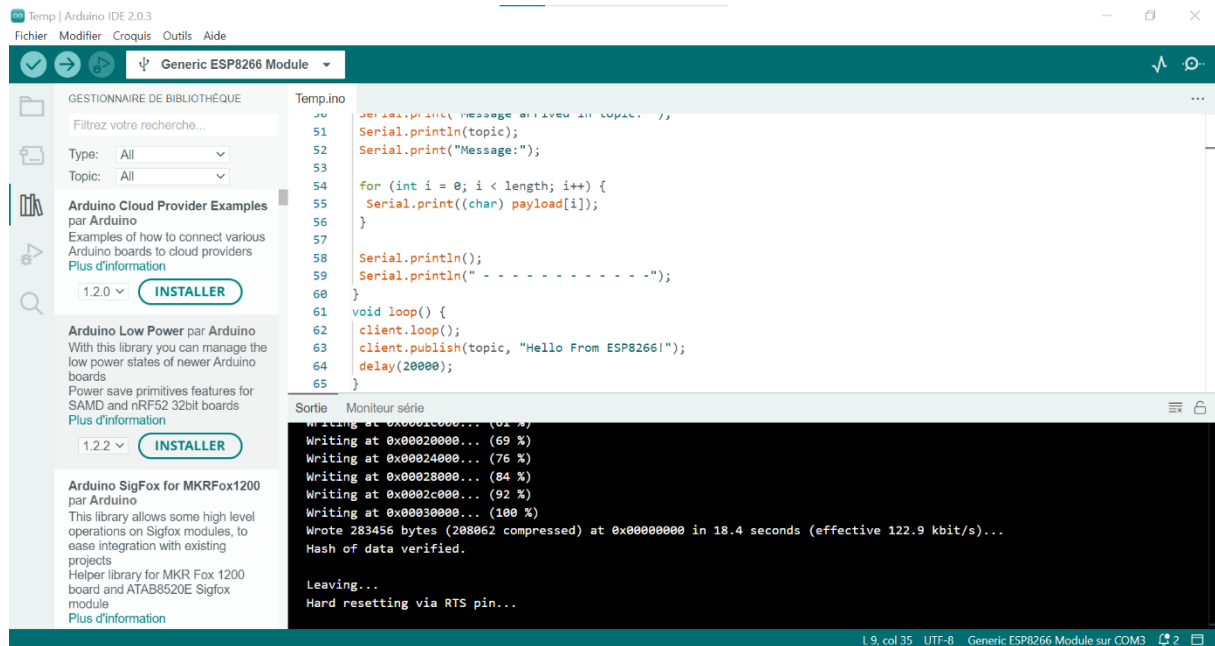 Temp | Arduino IDE 2.0.3
Fichier Modifier Croquis Outils Aide
Generic ESP8266 Module
GESTIONNAIRE DE BIBLIOTHÈQUE
Filtrez votre recherche...
Type: All
Topic: All
Arduino Cloud Provider Examples
par Arduino
Examples of how to connect various
Arduino boards to cloud providers
Plus d'information
1.2.0 INSTALLER
Arduino Low Power par Arduino
With this library you can manage the
low power states of newer Arduino
boards
Power save primitives features for
SAMD and nRF52 32bit boards
Plus d'information
1.2.2 INSTALLER
Arduino SigFox for MKRFox1200
par Arduino
This library allows some high level
operations on Sigfox modules, to
ease integration with existing
projects
Helper library for MKR Fox 1200
board and ATAB8520E Sigfox
module
Plus d'information
Temp.ino
50 Serial.print("Message arrived in topic: ");
51 Serial.println(topic);
52 Serial.print("Message:");
53
54 for (int i = 0; i < length; i++) {
55 Serial.print((char) payload[i]);
56 }
57
58 Serial.println();
59 Serial.println(" - - - - - - - - - - - -");
60 }
61 void loop() {
62 client.loop();
63 client.publish(topic, "Hello From ESP8266!");
64 delay(20000);
65 }
Sortie Moniteur série
Writing at 0x0001c000... (61 %)
Writing at 0x00020000... (69 %)
Writing at 0x00024000... (76 %)
Writing at 0x00028000... (84 %)
Writing at 0x0002c000... (92 %)
Writing at 0x00030000... (100 %)
Wrote 283456 bytes (208062 compressed) at 0x00000000 in 18.4 seconds (effective 122.9 kbit/s)...
Hash of data verified.
Leaving...
Hard resetting via RTS pin...
L 9, col 35 UTF-8 Generic ESP8266 Module sur COM3 2